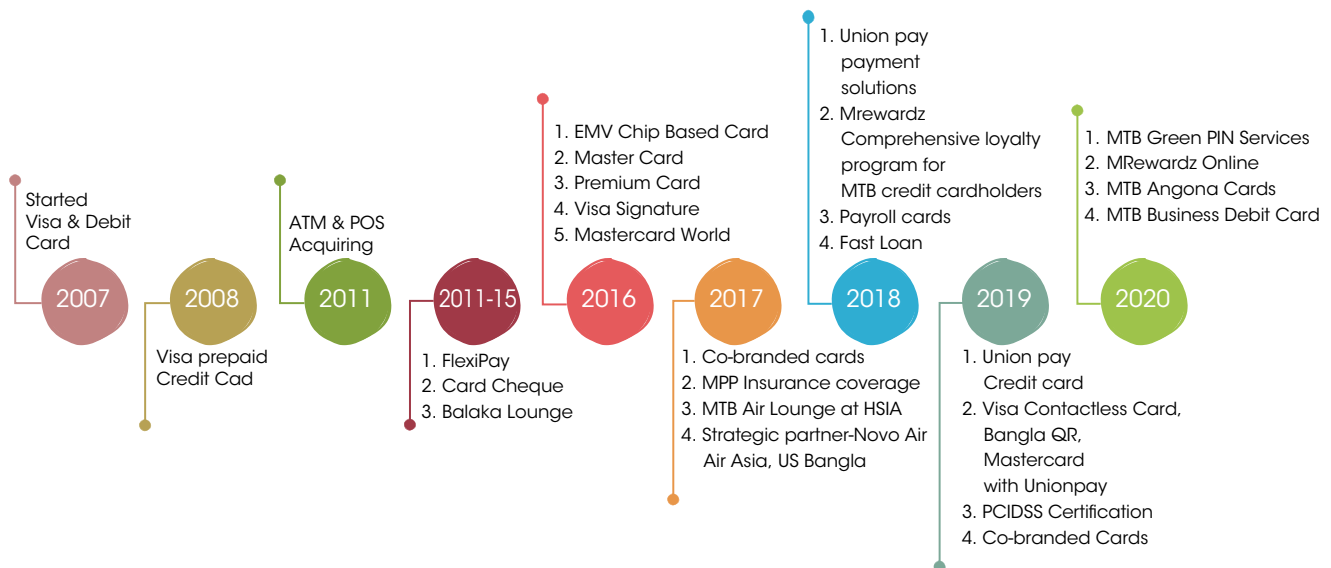 Started
Visa & Debit
Card
2007
2008
Visa prepaid
Credit Cad
ATM & POS
Acquiring
2011
2011-15
1. FlexiPay
2. Card Cheque
3. Balaka Lounge
1. EMV Chip Based Card
2. Master Card
3. Premium Card
4. Visa Signature
5. Mastercard World
2016
2017
1. Co-branded cards
2. MPP Insurance coverage
3. MTB Air Lounge at HSIA
4. Strategic partner-Novo Air
Air Asia, US Bangla
1. Union pay
payment
solutions
2. Mrewardz
Comprehensive loyalty
program for
MTB credit cardholders
3. Payroll cards
4. Fast Loan
2018
2019
1. Union pay
Credit card
2. Visa Contactless Card,
Bangla QR,
Mastercard
with Unionpay
3. PCIDSS Certification
4. Co-branded Cards
1. MTB Green PIN Services
2. MRewardz Online
3. MTB Angona Cards
4. MTB Business Debit Card
2020